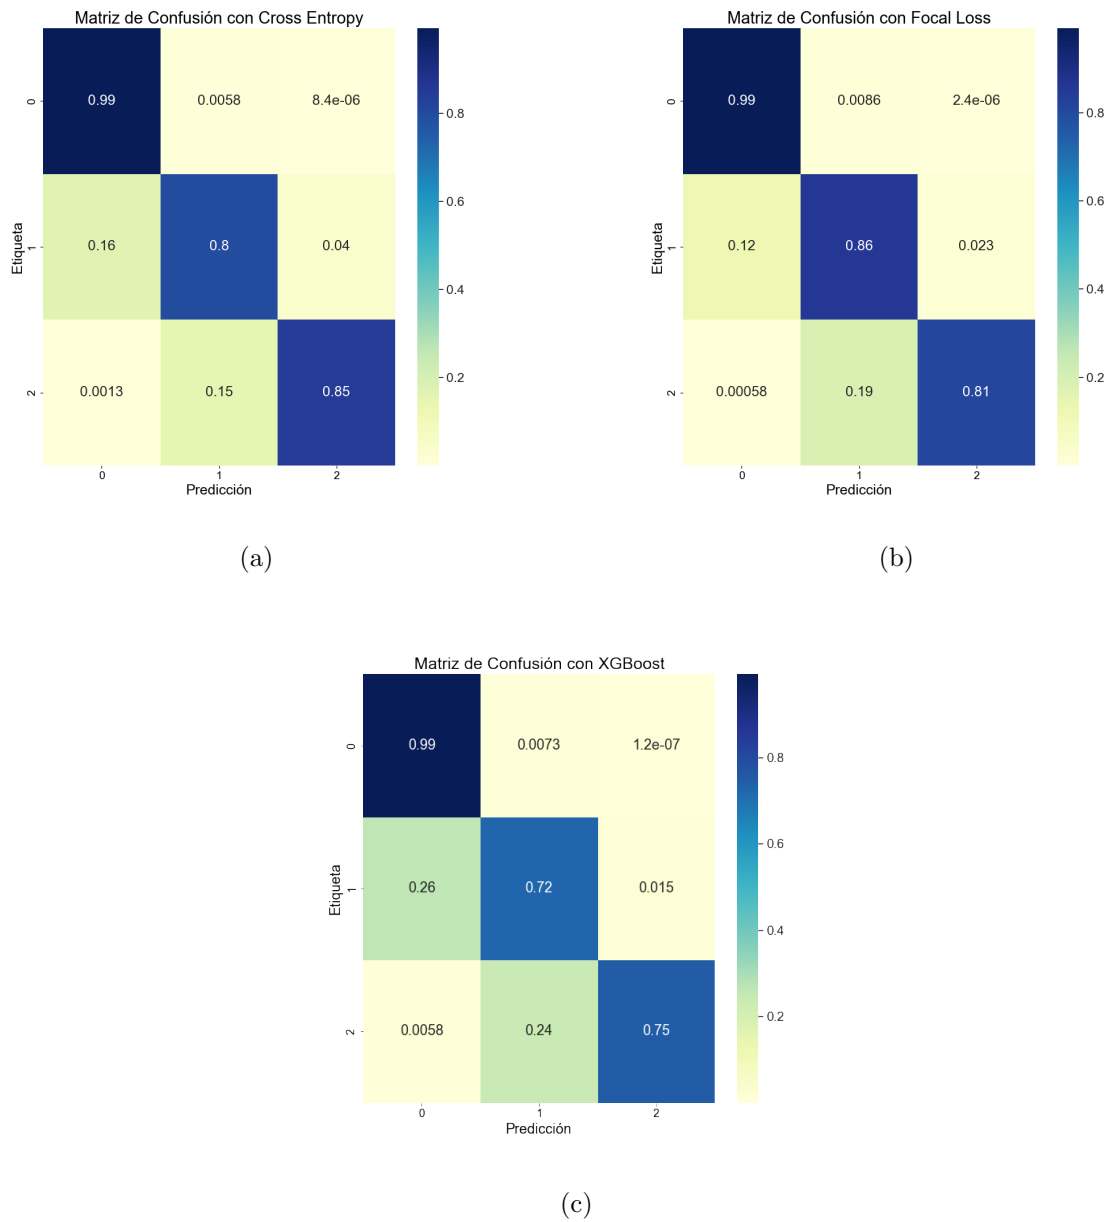 Matriz de Confusión con Cross Entropy
0.99 0.0058 8.4e-06
0.16 0.8 0.04
0.0013 0.15 0.85
0
1
2
Etiqueta
0 1 2
Predicción
0.8
0.6
0.4
0.2
(a)
Matriz de Confusión con Focal Loss
0.99 0.0086 2.4e-06
0.12 0.86 0.023
0.00058 0.19 0.81
0
1
2
Etiqueta
0 1 2
Predicción
0.8
0.6
0.4
0.2
(b)
Matriz de Confusión con XGBoost
0.99 0.0073 1.2e-07
0.26 0.72 0.015
0.0058 0.24 0.75
0
1
2
Etiqueta
0 1 2
Predicción
0.8
0.6
0.4
0.2
(c)